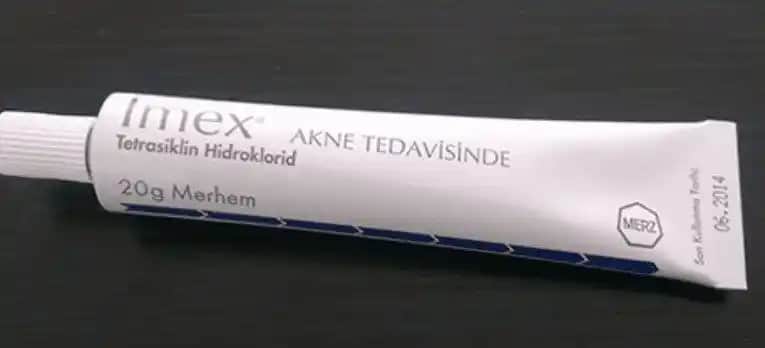 Imex®
AKNE TEDAVİSİNDE
Tetrasiklin Hidroklorid
20g Merhem
MERZ
Son Kullanma Tarihi
06.2014